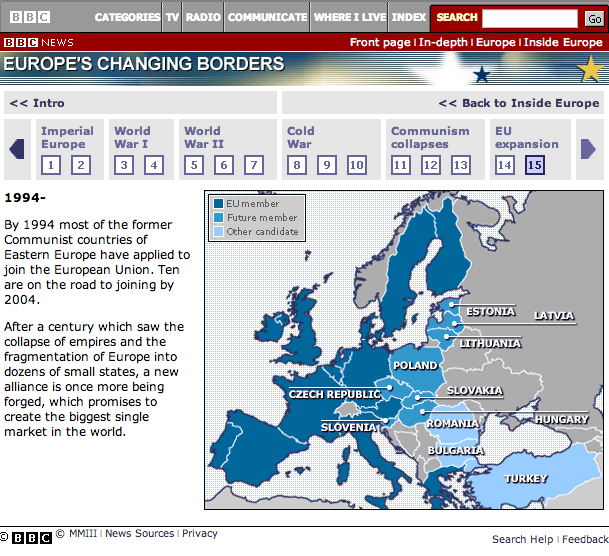 BBC CATEGORIES TV RADIO COMMUNICATE WHERE I LIVE INDEX SEARCH Go
BBC NEWS Front page | In-depth | Europe | Inside Europe
EUROPE'S CHANGING BORDERS
<< Intro
<< Back to Inside Europe
Imperial Europe
1 2
World War I
3 4
World War II
5 6 7
Cold War
8 9 10
Communism collapses
11 12 13
EU expansion
14 15
1994-
By 1994 most of the former
Communist countries of
Eastern Europe have applied to
join the European Union. Ten
are on the road to joining by
2004.
After a century which saw the
collapse of empires and the
fragmentation of Europe into
dozens of small states, a new
alliance is once more being
forged, which promises to
create the biggest single
market in the world.
EU member
Future member
Other candidate
ESTONIA
LATVIA
LITHUANIA
POLAND
CZECH REPUBLIC
SLOVAKIA
SLOVENIA
ROMANIA
HUNGARY
BULGARIA
TURKEY
© BBC © MMIII | News Sources | Privacy
Search Help | Feedback